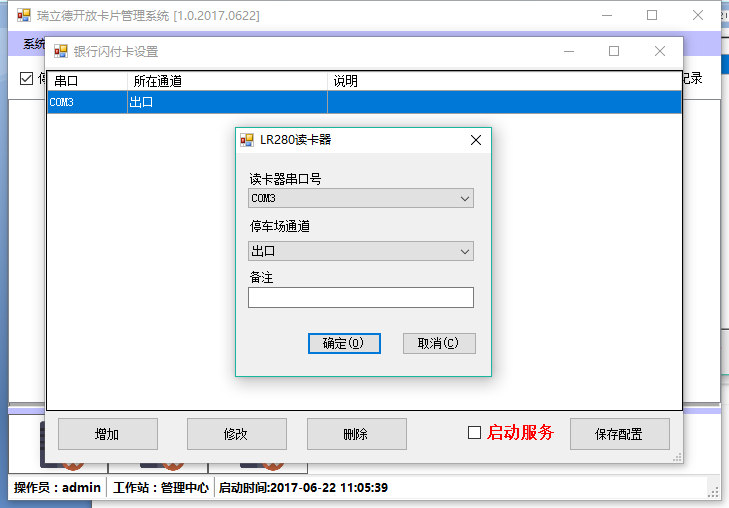 瑞立德开放卡片管理系统 [1.0.2017.0622]
系统
银行闪付卡设置
串口 所在通道 说明
COM3 出口
LR280读卡器
读卡器串口号
COM3
停车场通道
出口
备注
确定(O) 取消(C)
增加 修改 删除 启动服务 保存配置
操作员：admin 工作站：管理中心 启动时间:2017-06-22 11:05:39